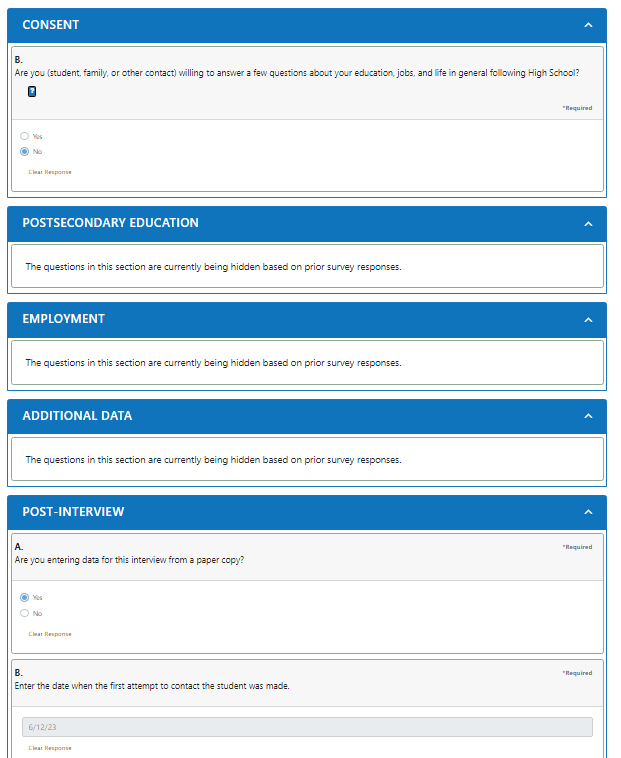 CONSENT
B.
Are you (student, family, or other contact) willing to answer a few questions about your education, jobs, and life in general following High School?
?
*Required
Yes
No
Clear Response
POSTSECONDARY EDUCATION
The questions in this section are currently being hidden based on prior survey responses.
EMPLOYMENT
The questions in this section are currently being hidden based on prior survey responses.
ADDITIONAL DATA
The questions in this section are currently being hidden based on prior survey responses.
POST-INTERVIEW
A.
*Required
Are you entering data for this interview from a paper copy?
Yes
No
Clear Response
B.
*Required
Enter the date when the first attempt to contact the student was made.
6/12/23
Clear Response